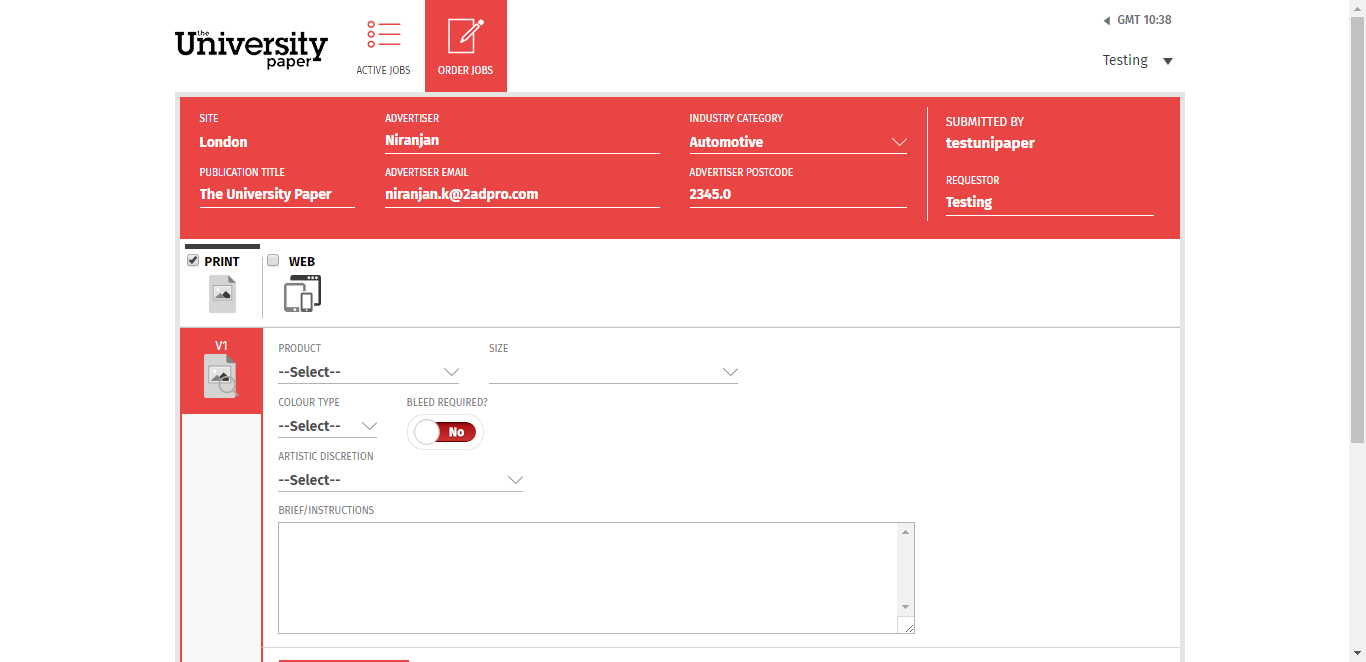 the
University
paper
ACTIVE JOBS
ORDER JOBS
GMT 10:38
Testing
SITE
London
ADVERTISER
Niranjan
INDUSTRY CATEGORY
Automotive
SUBMITTED BY
testunipaper
PUBLICATION TITLE
The University Paper
ADVERTISER EMAIL
niranjan.k@2adpro.com
ADVERTISER POSTCODE
2345.0
REQUESTOR
Testing
PRINT
WEB
V1
PRODUCT
--Select--
SIZE
COLOUR TYPE
--Select--
BLEED REQUIRED?
No
ARTISTIC DISCRETION
--Select--
BRIEF/INSTRUCTIONS